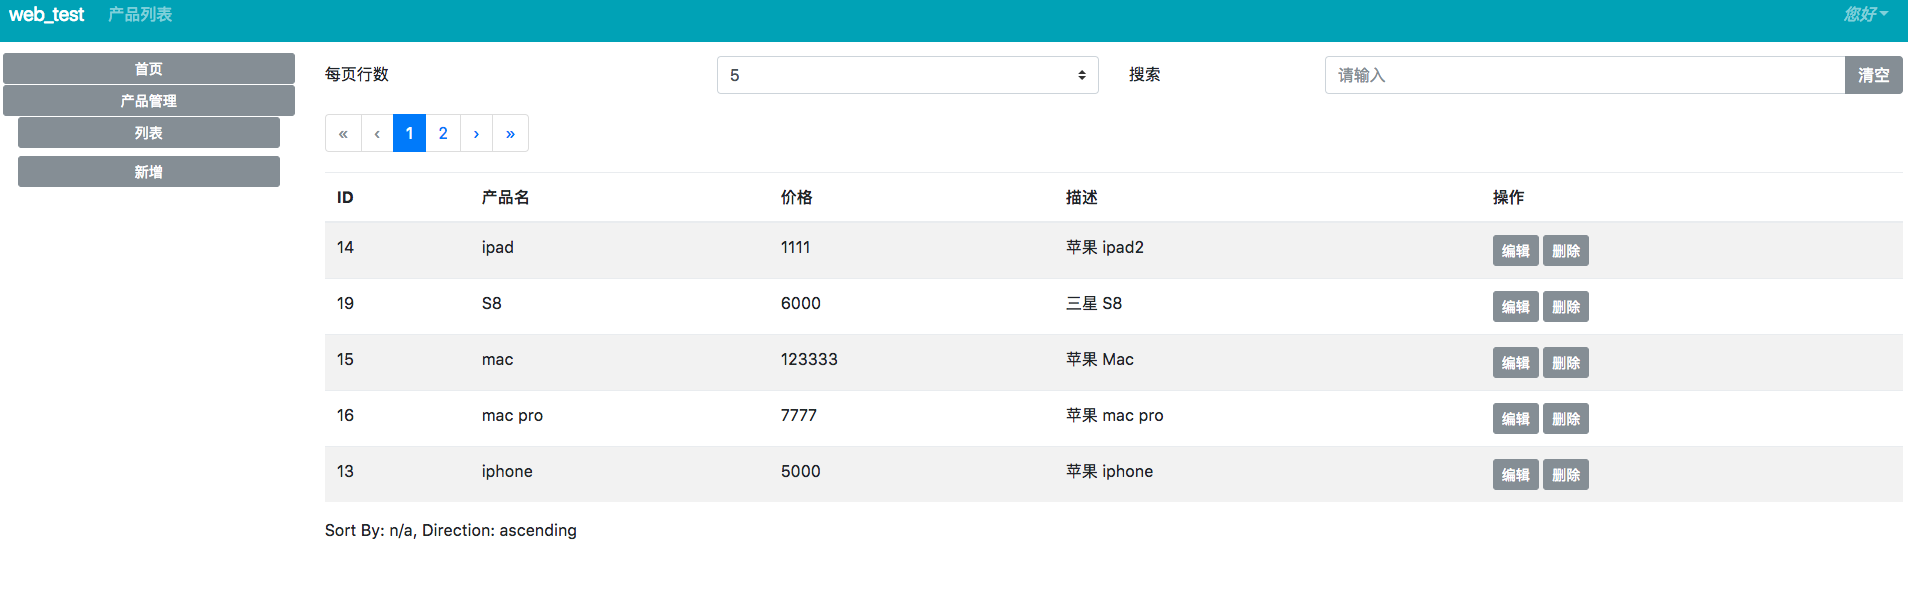 web_test 产品列表 您好
首页
产品管理
列表
新增
每页行数 5 搜索 请输入 清空
« ‹ 1 2 › »
ID 产品名 价格 描述 操作
14 ipad 1111 苹果 ipad2 编辑 删除
19 S8 6000 三星 S8 编辑 删除
15 mac 123333 苹果 Mac 编辑 删除
16 mac pro 7777 苹果 mac pro 编辑 删除
13 iphone 5000 苹果 iphone 编辑 删除
Sort By: n/a, Direction: ascending